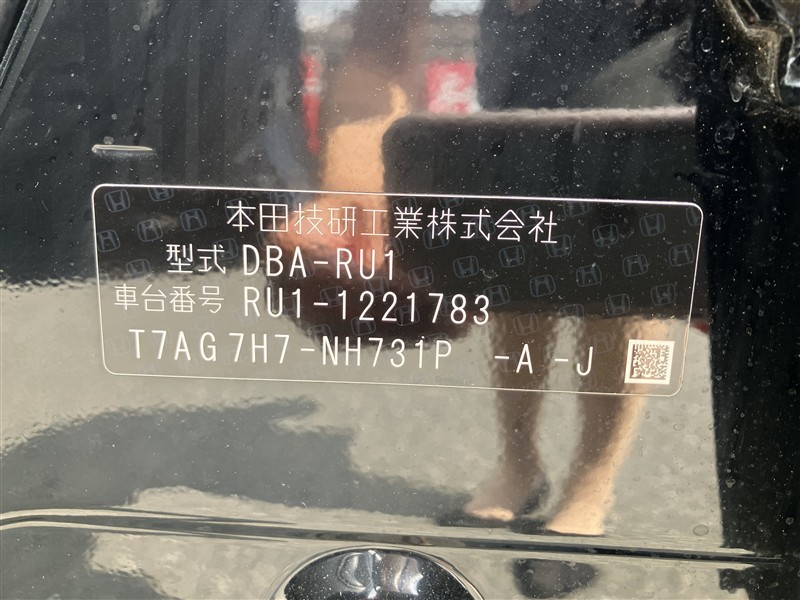 本田技研工業株式会社
型式 DBA-RU1
車台番号 RU1-1221783
T7AG7H7-NH731P -A -J